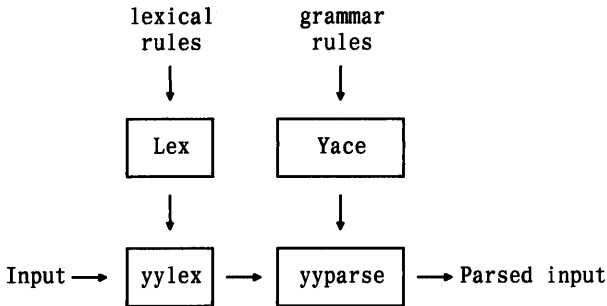 lexical grammar
rules rules
Lex Yace
Input yylex yyparse Parsed input